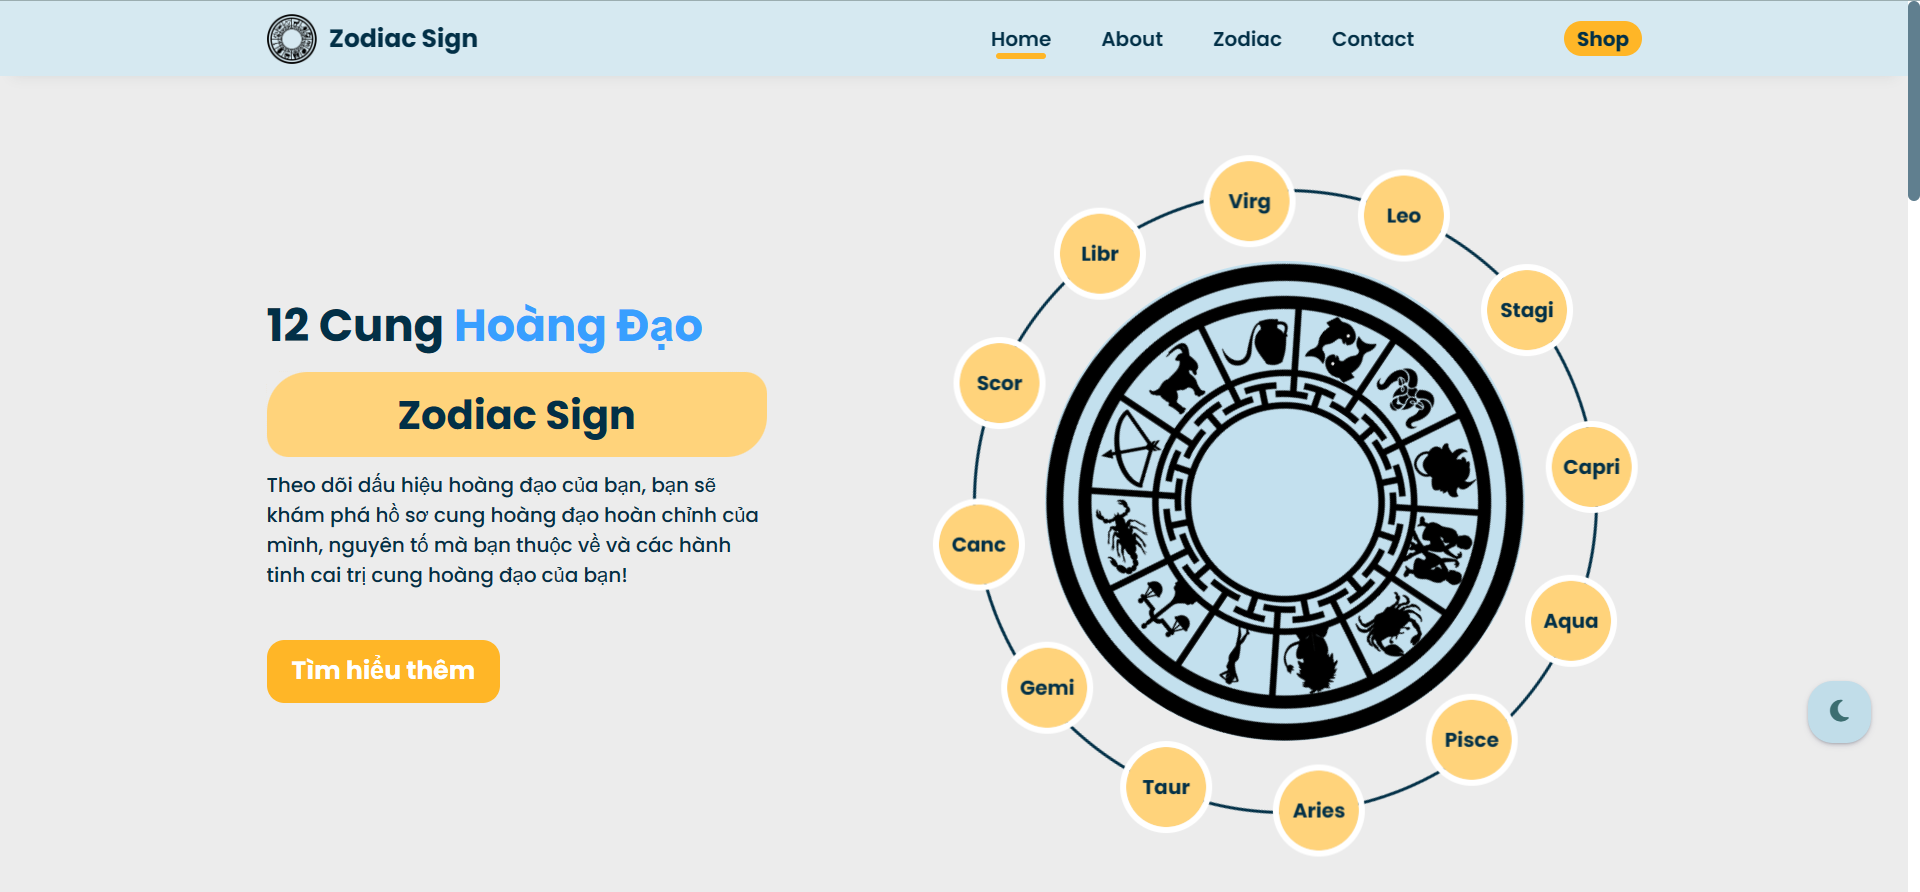 Zodiac Sign
Home
About
Zodiac
Contact
Shop
12 Cung Hoàng Đạo
Zodiac Sign
Theo dõi dấu hiệu hoàng đạo của bạn, bạn sẽ
khám phá hồ sơ cung hoàng đạo hoàn chỉnh của
mình, nguyên tố mà bạn thuộc về và các hành
tinh cai trị cung hoàng đạo của bạn!
Tìm hiểu thêm
Virg
Leo
Libr
Stagi
Scor
Capri
Canc
Aqua
Gemi
Pisce
Taur
Aries